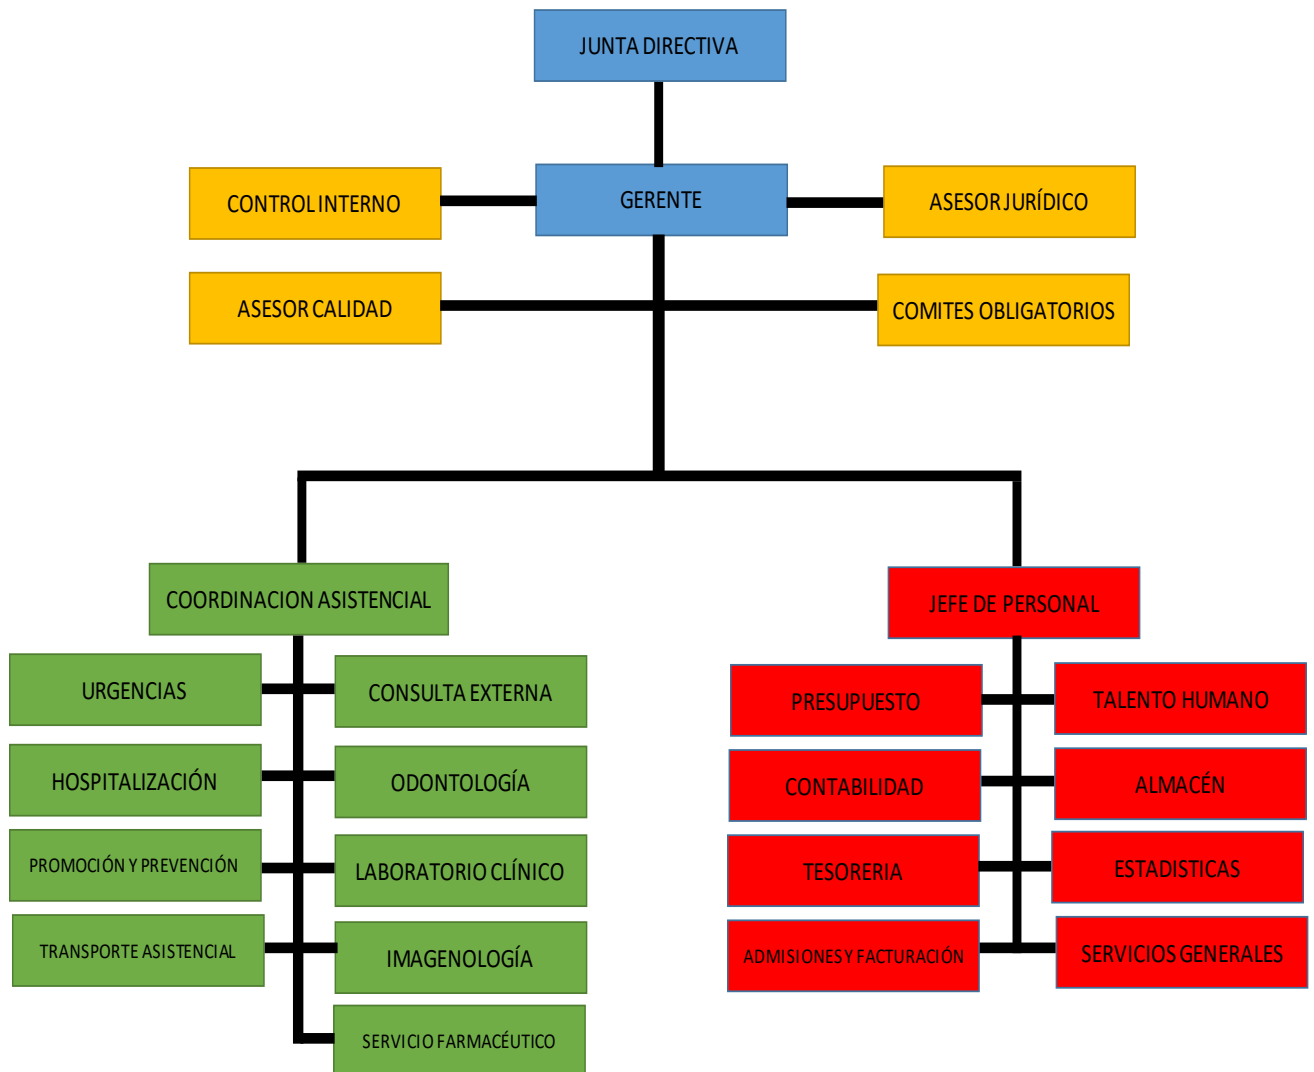 JUNTA DIRECTIVA
CONTROL INTERNO
GERENTE
ASESOR JURÍDICO
ASESOR CALIDAD
COMITES OBLIGATORIOS
COORDINACION ASISTENCIAL
JEFE DE PERSONAL
URGENCIAS
CONSULTA EXTERNA
HOSPITALIZACIÓN
ODONTOLOGÍA
PROMOCIÓN Y PREVENCIÓN
LABORATORIO CLÍNICO
TRANSPORTE ASISTENCIAL
IMAGENOLOGÍA
SERVICIO FARMACÉUTICO
PRESUPUESTO
TALENTO HUMANO
CONTABILIDAD
ALMACÉN
TESORERIA
ESTADISTICAS
ADMISIONES Y FACTURACIÓN
SERVICIOS GENERALES